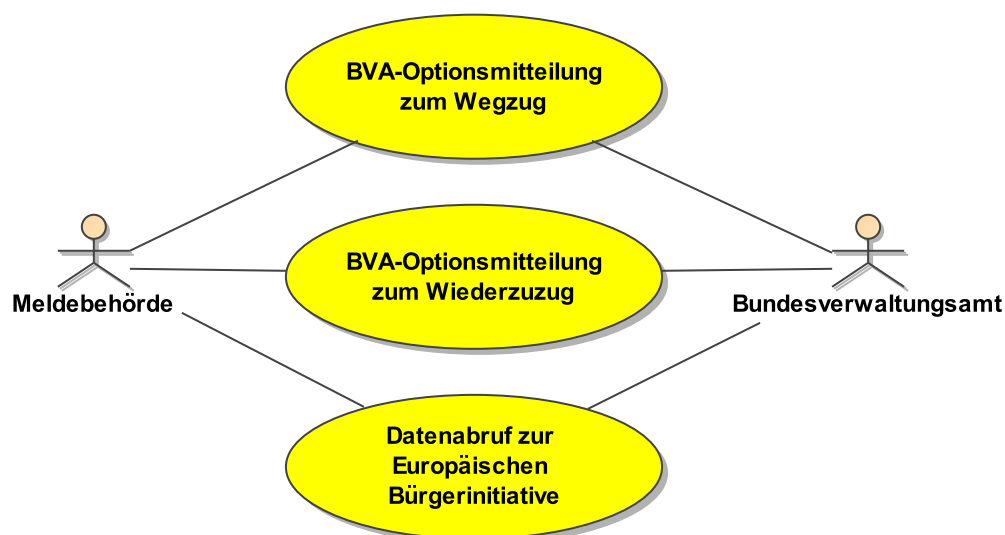 BVA-Optionsmitteilung
zum Wegzug
BVA-Optionsmitteilung
zum Wiederzuzug
Meldebehörde
Bundesverwaltungsamt
Datenabruf zur
Europäischen
Bürgerinitiative